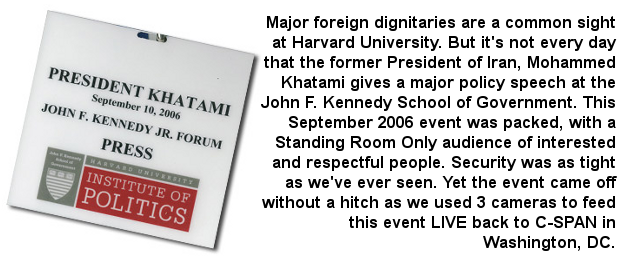 PRESIDENT KHATAMI
September 10, 2006
JOHN F. KENNEDY JR. FORUM
PRESS
John F. Kennedy
School of
Government
HARVARD UNIVERSITY
INSTITUTE OF
POLITICS
Major foreign dignitaries are a common sight
at Harvard University. But it's not every day
that the former President of Iran, Mohammed
Khatami gives a major policy speech at the
John F. Kennedy School of Government. This
September 2006 event was packed, with a
Standing Room Only audience of interested
and respectful people. Security was as tight
as we've ever seen. Yet the event came off
without a hitch as we used 3 cameras to feed
this event LIVE back to C-SPAN in
Washington, DC.